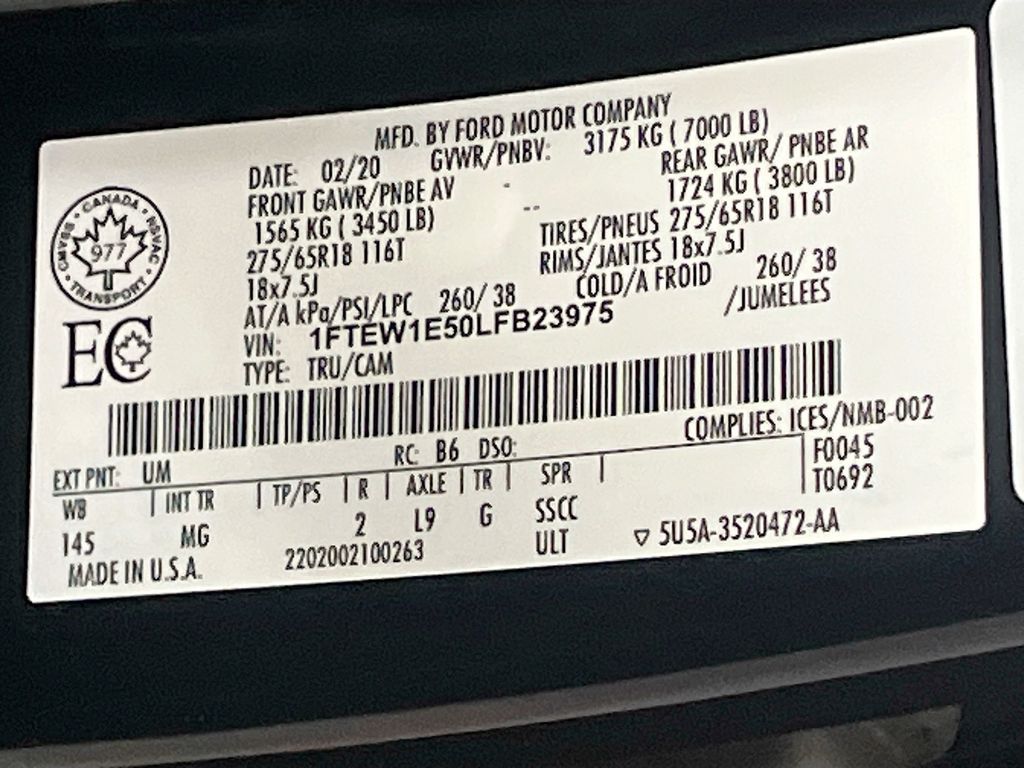 MFD. BY FORD MOTOR COMPANY
DATE: 02/20 GVWR/PNBV: 3175 KG ( 7000 LB)
FRONT GAWR/PNBE AV REAR GAWR/ PNBE AR
1565 KG ( 3450 LB) 1724 KG ( 3800 LB)
275/65R18 116T TIRES/PNEUS 275/65R18 116T
18x7.5J RIMS/JANTES 18x7.5J
AT/A kPa/PSI/LPC 260/ 38 COLD/A FROID 260/ 38
VIN: 1FTEW1E50LFB23975 /JUMELEES
TYPE: TRU/CAM
CANADA
CMVSS NSVAC
977
TRANSPORT
EC
COMPLIES: ICES/NMB-002
EXT PNT: UM RC: B6 DSO: F0045
WB INT TR TP/PS R AXLE TR SPR T0692
145 MG 2 L9 G SSCC
MADE IN U.S.A. 2202002100263 ULT ▽ 5U5A-3520472-AA